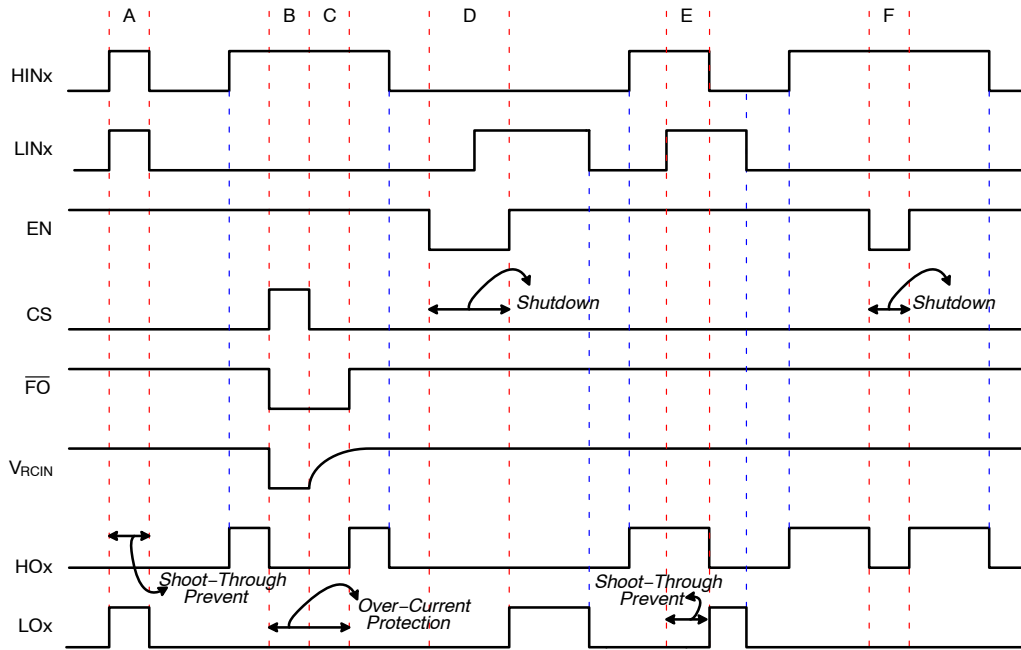 A B C D E F
HINx
LINx
EN
Shutdown Shutdown
CS
FO
VRCIN
HOx
Shoot−Through
Prevent
Over−Current
Protection
Shoot−Through
Prevent
LOx